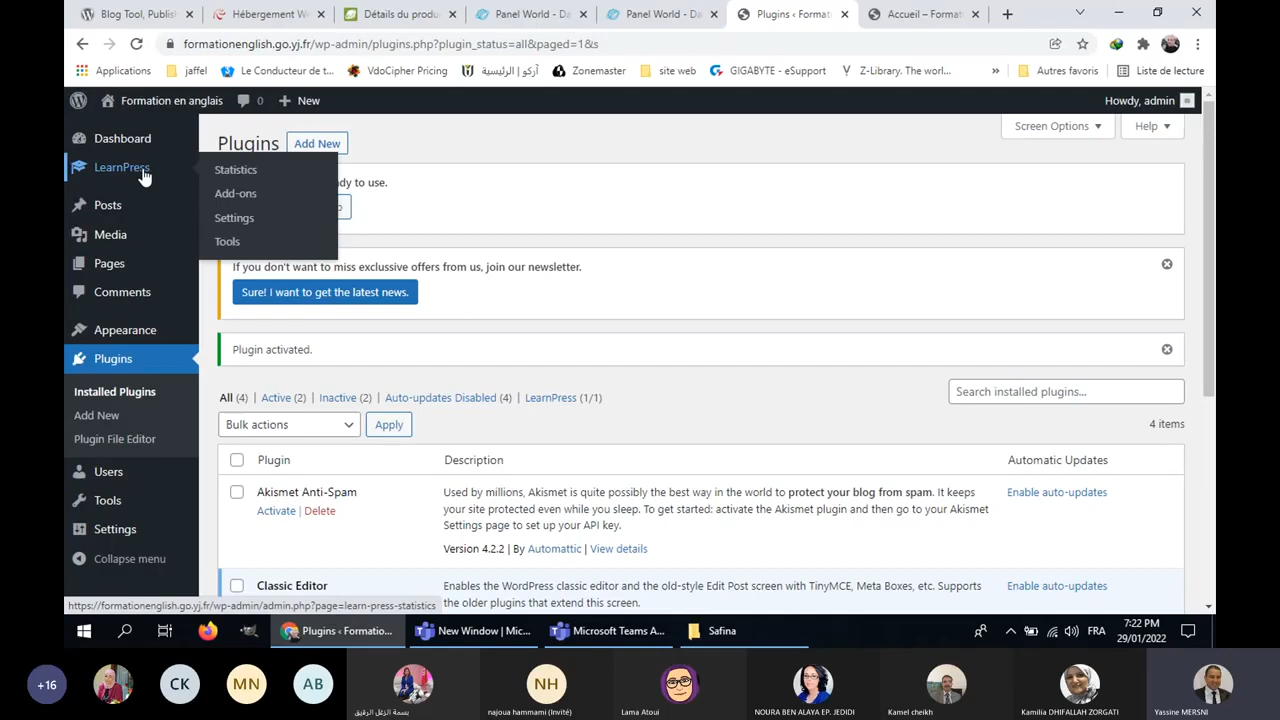 Blog Tool, Publis
Hébergement W
Détails du produ
Panel World - Da
Panel World - Da
Plugins ‹ Format
Accueil – Format
formationenglish.go.yj.fr/wp-admin/plugins.php?plugin_status=all&paged=1&s
Applications
jaffel
Le Conducteur de t...
VdoCipher Pricing
آركو | الرئيسية
Zonemaster
site web
GIGABYTE - eSupport
Z-Library. The worl...
»
Autres favoris
Liste de lecture
Formation en anglais
0
New
Howdy, admin
Dashboard
LearnPress
Posts
Media
Pages
Comments
Appearance
Plugins
Installed Plugins
Add New
Plugin File Editor
Users
Tools
Settings
Collapse menu
Statistics
Add-ons
Settings
Tools
Plugins
Add New
Screen Options
Help
dy to use.
If you don't want to miss exclusive offers from us, join our newsletter.
Sure! I want to get the latest news.
Plugin activated.
All (4) | Active (2) | Inactive (2) | Auto-updates Disabled (4) | LearnPress (1/1)
Search installed plugins...
Bulk actions
Apply
4 items
Plugin
Description
Automatic Updates
Akismet Anti-Spam
Activate | Delete
Used by millions, Akismet is quite possibly the best way in the world to protect your blog from spam. It keeps
your site protected even while you sleep. To get started: activate the Akismet plugin and then go to your Akismet
Settings page to set up your API key.
Version 4.2.2 | By Automattic | View details
Enable auto-updates
Classic Editor
Enables the WordPress classic editor and the old-style Edit Post screen with TinyMCE, Meta Boxes, etc. Supports
the older plugins that extend this screen.
Enable auto-updates
https://formationenglish.go.yj.fr/wp-admin/admin.php?page=learn-press-statistics
Plugins ‹ Formatio...
New Window | Mic...
Microsoft Teams A...
Safina
FRA
7:22 PM
29/01/2022
+16
CK
MN
AB
بسمة الزغل الرقيق
NH
najoua hammami (Invité)
Lama Atoui
NOURA BEN ALAYA EP. JEDIDI
Kamel cheikh
Kamilia DHIFALLAH ZORGATI
Yassine MERSNI